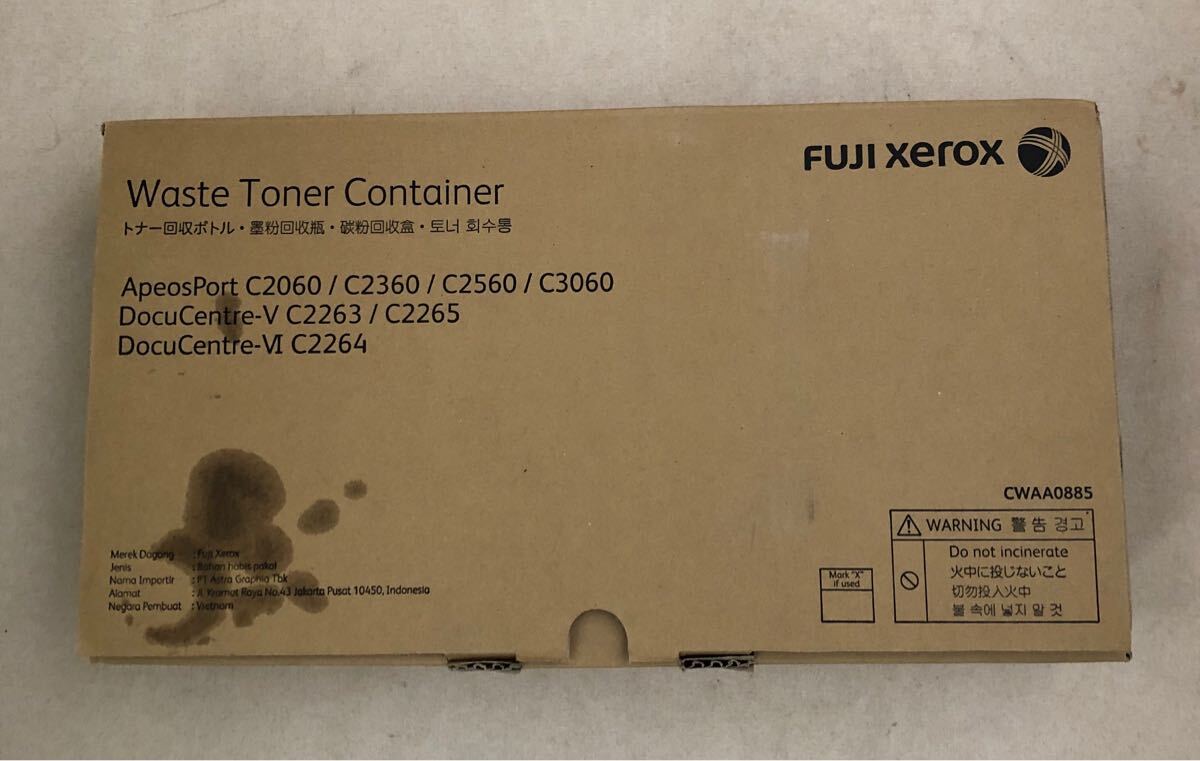 FUJI xerox
Waste Toner Container
トナー回収ボトル・墨粉回收瓶・碳粉回收盒・토너 회수통
ApeosPort C2060 / C2360 / C2560 / C3060
DocuCentre-V C2263 / C2265
DocuCentre-VI C2264
CWAA0885
WARNING 警告 경고
Do not incinerate
火中に投じないこと
切勿投入火中
불 속에 넣지 말 것
Mark "X"
if used
Merek Dagang : Fuji Xerox
Jenis : Bahan habis pakai
Nama Importir : PT Astra Graphia Tbk
Alamat : Jl. Kramat Raya No.43 Jakarta Pusat 10450, Indonesia
Negara Pembuat : Vietnam